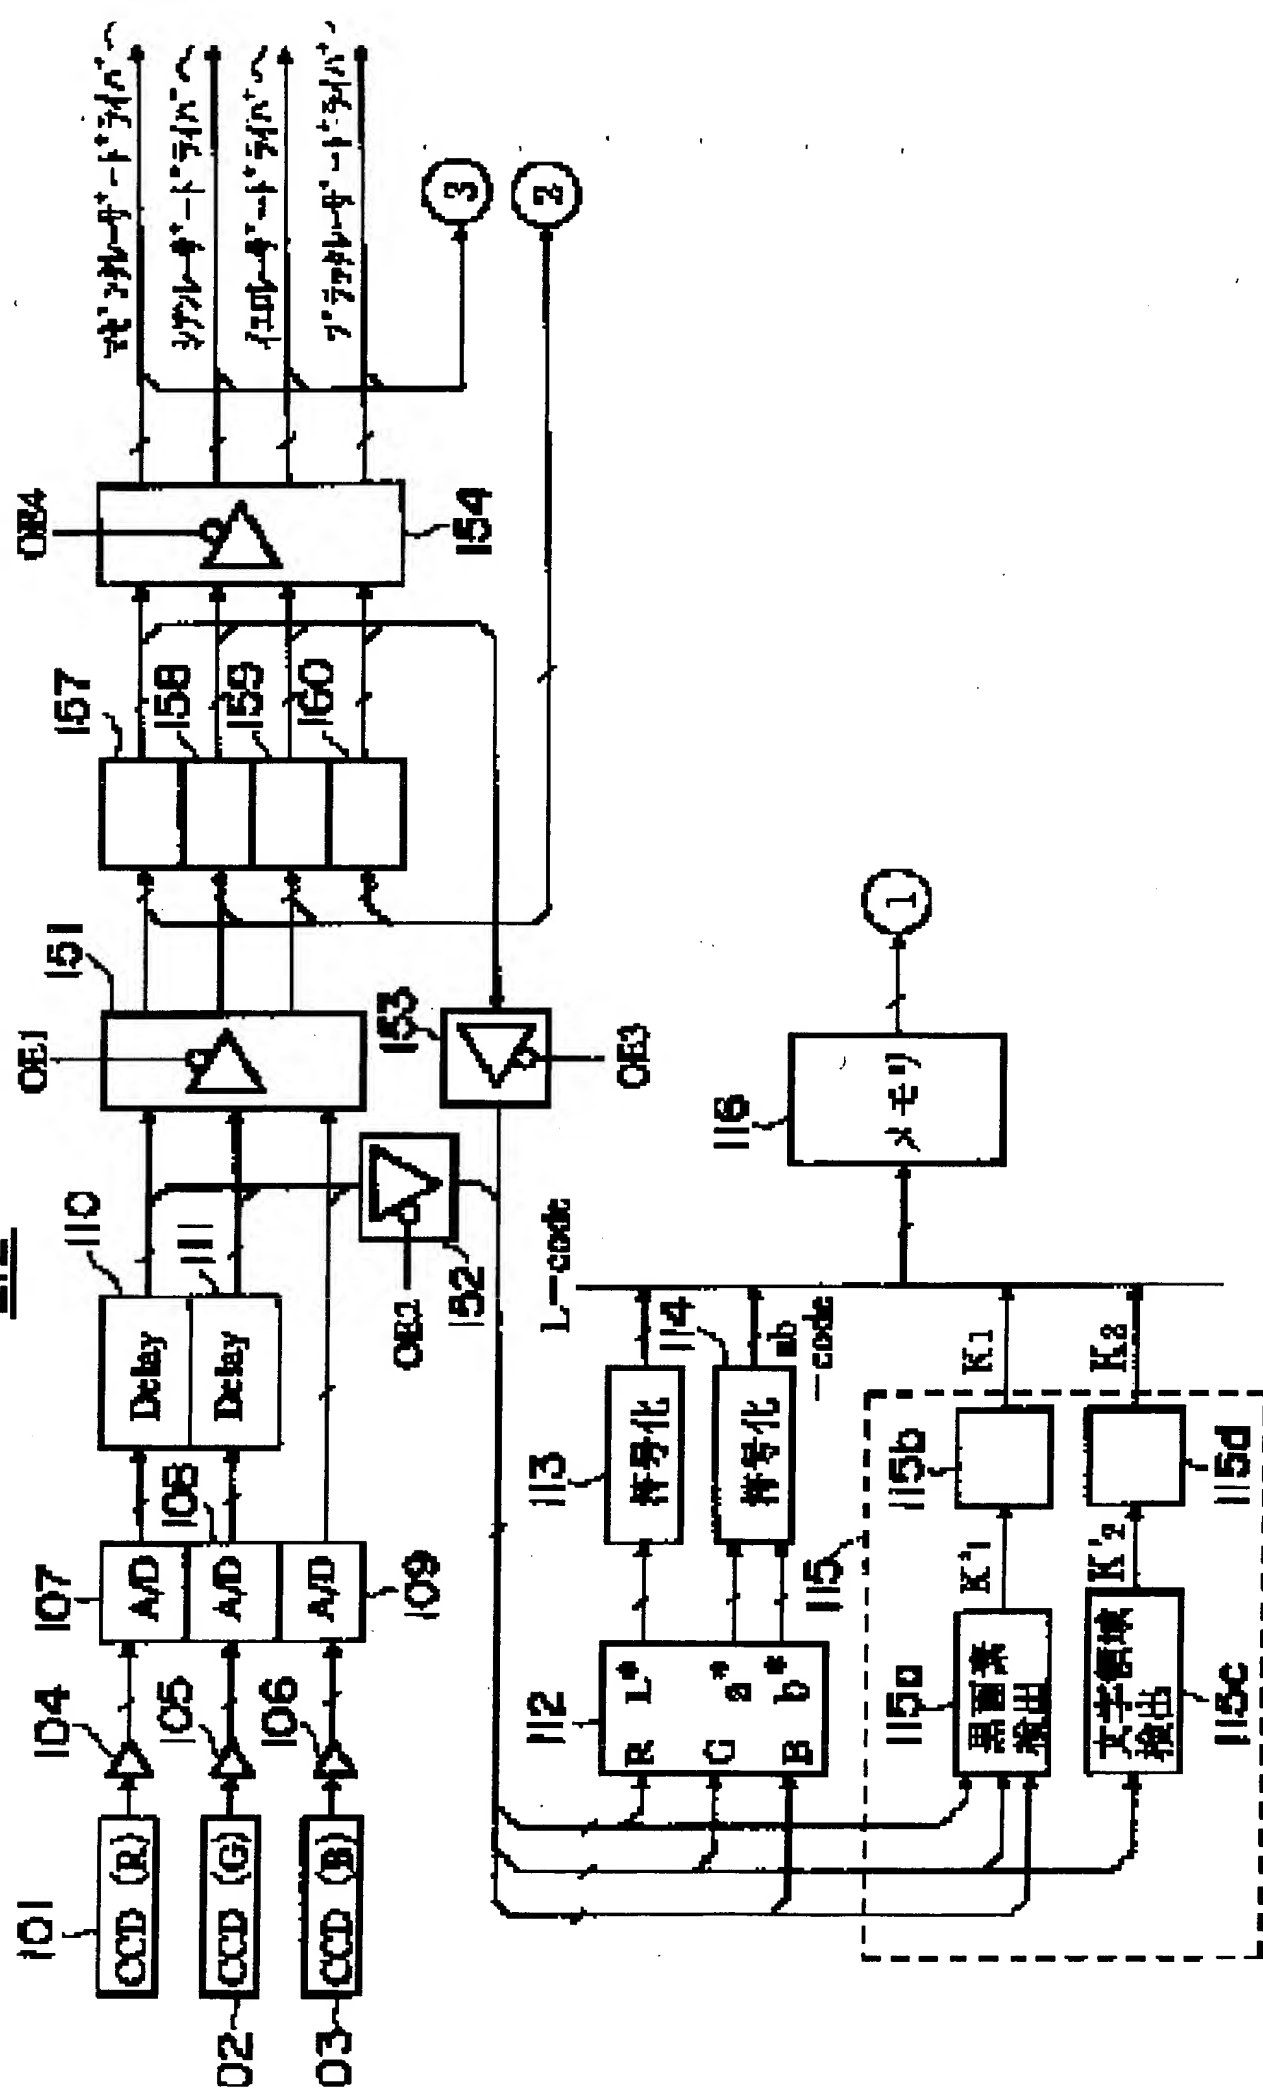 101
CCD (R)
02
CCD (G)
03
CCD (B)
104
105
106
107
A/D
108
A/D
109
A/D
110
Delay
111
Delay
OE1
151
OE2
152
157
158
159
160
OE4
154
マゼンタレーザードライバへ
シアンレーザードライバへ
イエロレーザードライバへ
ブラックレーザードライバへ
3
2
153
OE3
112
R L*
G a*
B b*
113
符号化
L-code
114
符号化
ab
-code
115
115a
黒画素
検出
K'1
115b
K1
115c
文字領域
検出
K'2
115d
K2
116
メモリ
1